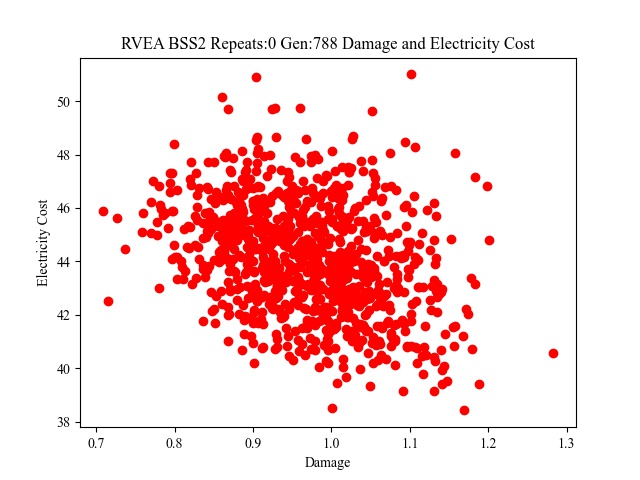 RVEA BSS2 Repeats:0 Gen:788 Damage and Electricity Cost
50
48
46
44
42
40
38
Electricity Cost
0.7 0.8 0.9 1.0 1.1 1.2 1.3
Damage